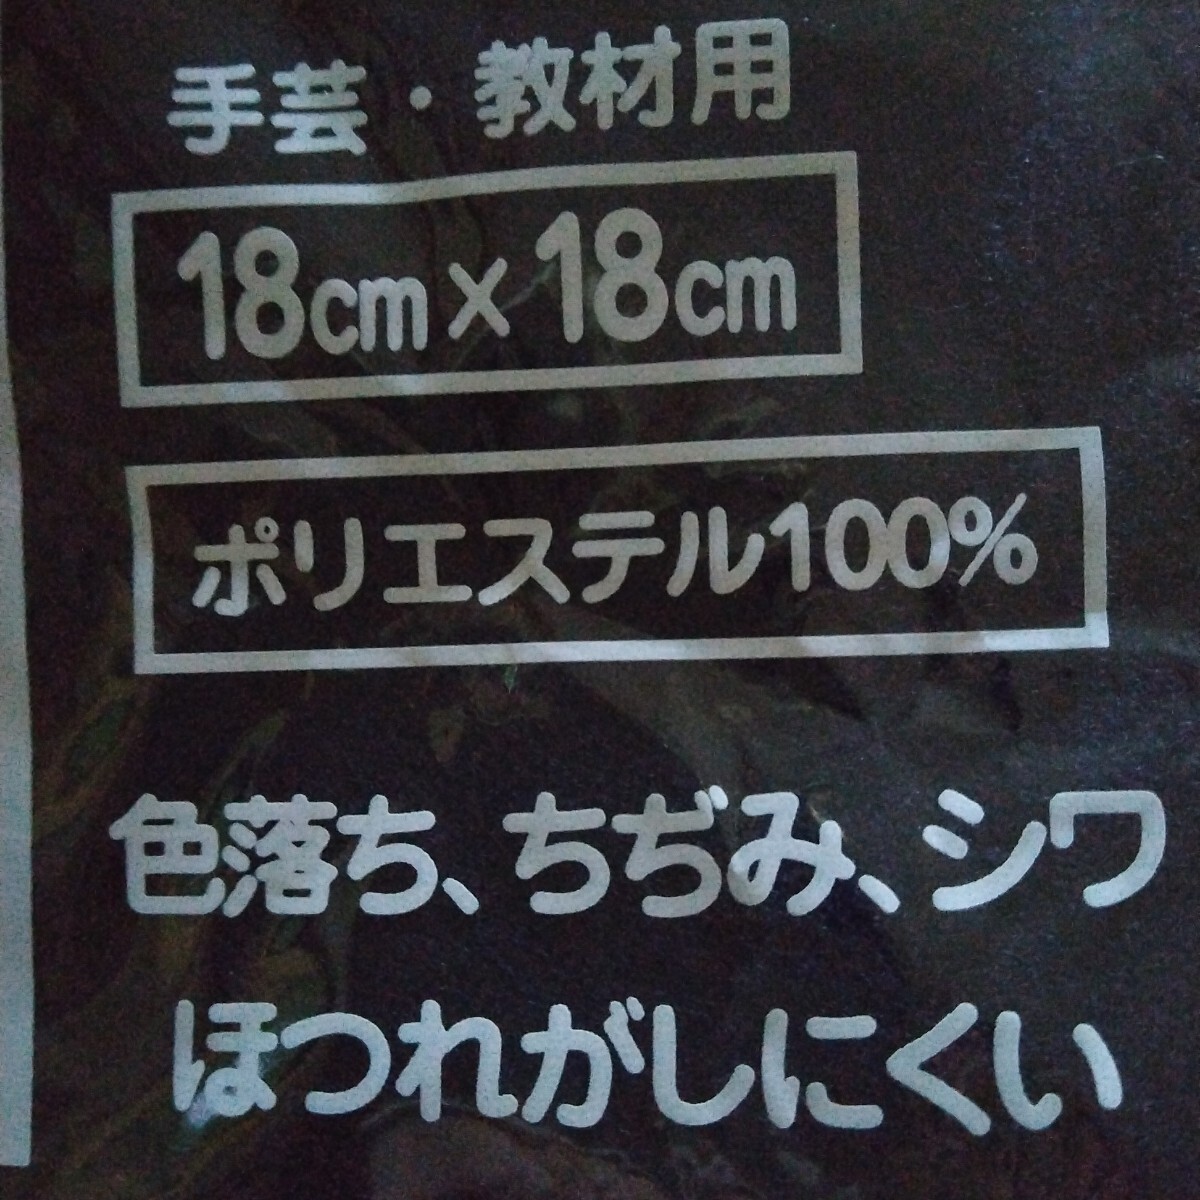 手芸・教材用
18cm×18cm
ポリエステル100%
色落ち、ちぢみ、シワ
ほつれがしにくい